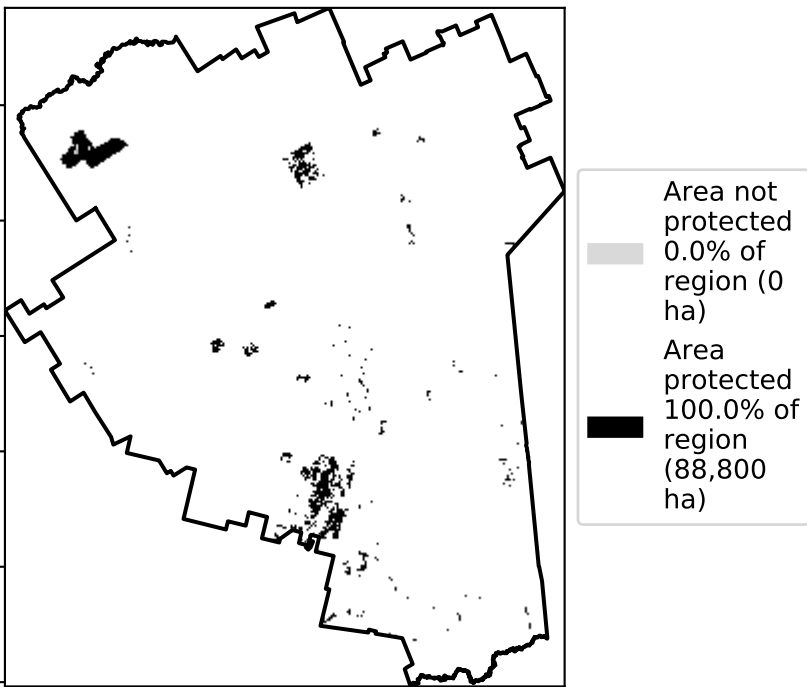 Area not
protected
0.0% of
region (0
ha)
Area
protected
100.0% of
region
(88,800
ha)